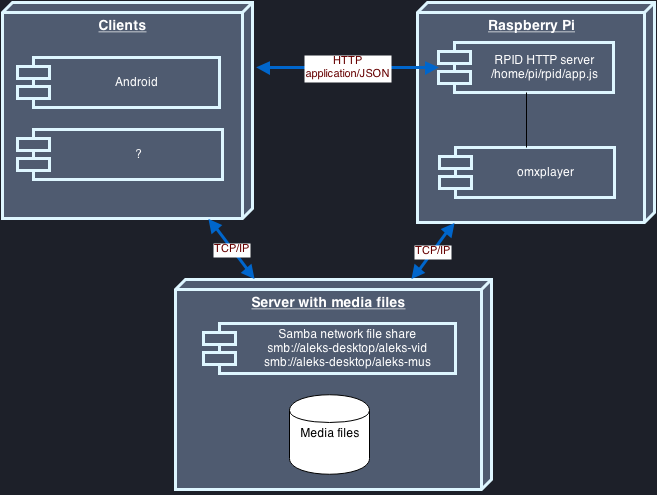 Clients
Raspberry Pi
Android
?
HTTP
application/JSON
RPID HTTP server
/home/pi/rpid/app.js
omxplayer
TCP/IP
TCP/IP
Server with media files
Samba network file share
smb://aleks-desktop/aleks-vid
smb://aleks-desktop/aleks-mus
Media files